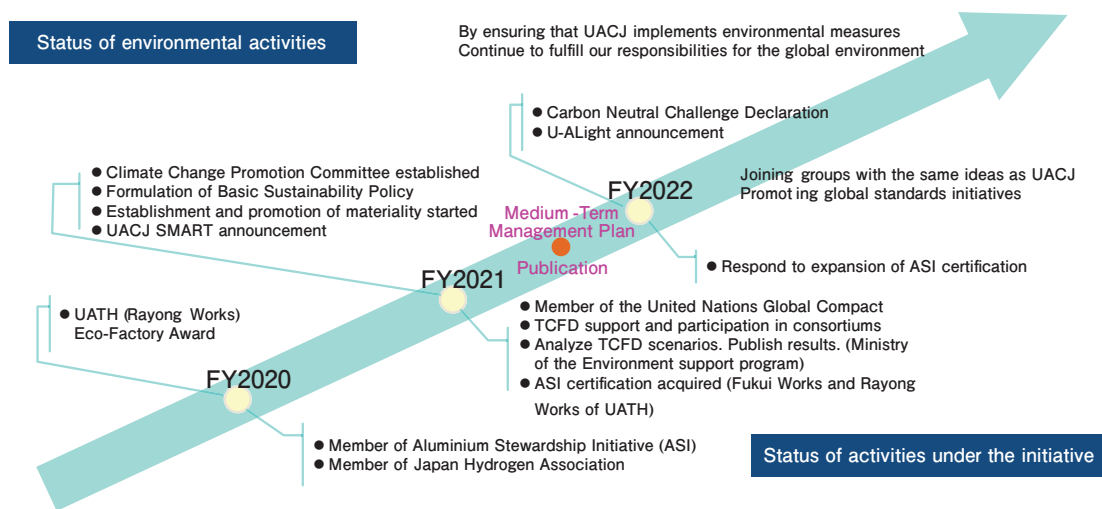 Status of environmental activities
By ensuring that UACJ implements environmental measures
Continue to fulfill our responsibilities for the global environment
● Carbon Neutral Challenge Declaration
● U-ALight announcement
● Climate Change Promotion Committee established
● Formulation of Basic Sustainability Policy
● Establishment and promotion of materiality started
● UACJ SMART announcement
Joining groups with the same ideas as UACJ
Promoting global standards initiatives
FY2022
Medium-Term
Management Plan
Publication
● Respond to expansion of ASI certification
FY2021
● UATH (Rayong Works)
Eco-Factory Award
● Member of the United Nations Global Compact
● TCFD support and participation in consortiums
● Analyze TCFD scenarios. Publish results. (Ministry
of the Environment support program)
● ASI certification acquired (Fukui Works and Rayong
Works of UATH)
FY2020
● Member of Aluminium Stewardship Initiative (ASI)
● Member of Japan Hydrogen Association
Status of activities under the initiative